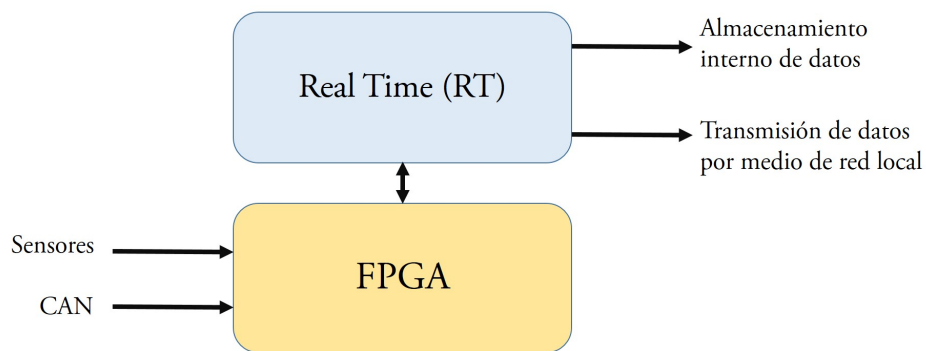 Real Time (RT)
Almacenamiento
interno de datos
Transmisión de datos
por medio de red local
Sensores
CAN
FPGA